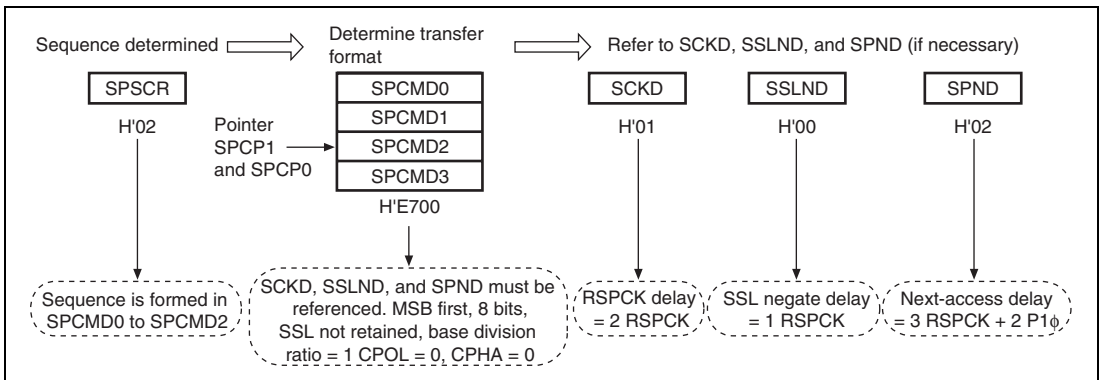 Sequence determined
Determine transfer
format
Refer to SCKD, SSLND, and SPND (if necessary)
SPSCR
H'02
Pointer
SPCP1
and SPCP0
SPCMD0
SPCMD1
SPCMD2
SPCMD3
H'E700
SCKD
H'01
SSLND
H'00
SPND
H'02
Sequence is formed in
SPCMD0 to SPCMD2
SCKD, SSLND, and SPND must be
referenced. MSB first, 8 bits,
SSL not retained, base division
ratio = 1 CPOL = 0, CPHA = 0
RSPCK delay
= 2 RSPCK
SSL negate delay
= 1 RSPCK
Next-access delay
= 3 RSPCK + 2 P1ϕ